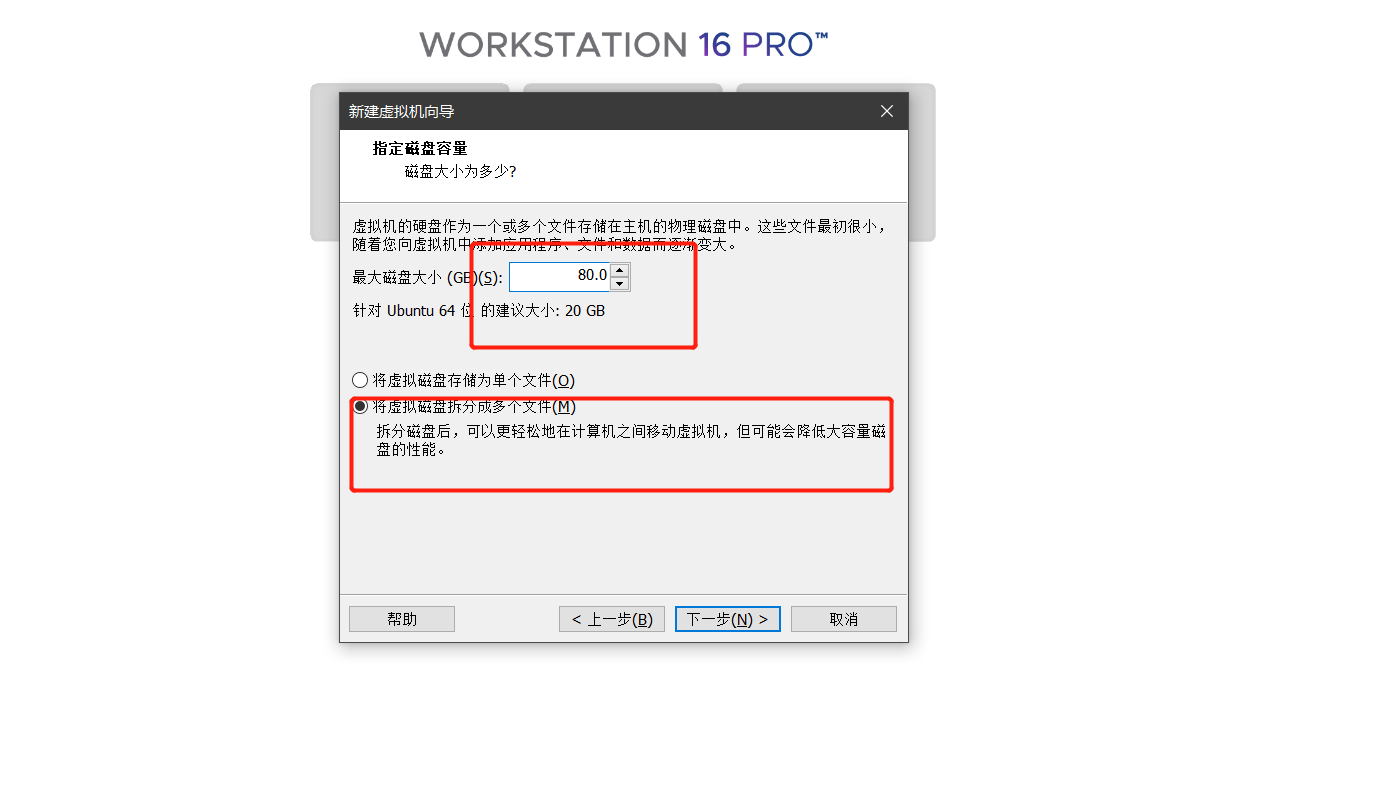 WORKSTATION 16 PRO™
新建虚拟机向导
指定磁盘容量
磁盘大小为多少?
虚拟机的硬盘作为一个或多个文件存储在主机的物理磁盘中。这些文件最初很小，
随着您向虚拟机中添加应用程序、文件和数据而逐渐变大。
最大磁盘大小 (GB)(S): 80.0
针对 Ubuntu 64 位 的建议大小: 20 GB
将虚拟磁盘存储为单个文件(O)
将虚拟磁盘拆分成多个文件(M)
拆分磁盘后，可以更轻松地在计算机之间移动虚拟机，但可能会降低大容量磁
盘的性能。
帮助 < 上一步(B) 下一步(N) > 取消